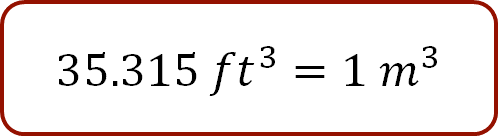 35.315 ft³ = 1 m³